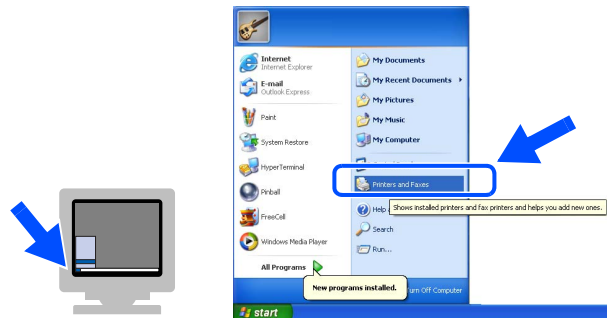 Internet
Internet Explorer
E-mail
Outlook Express
Paint
System Restore
HyperTerminal
Pinball
FreeCell
Windows Media Player
All Programs
My Documents
My Recent Documents
My Pictures
My Music
My Computer
Printers and Faxes
Help
Shows installed printers and fax printers and helps you add new ones.
Search
Run...
New programs installed.
Turn Off Computer
start